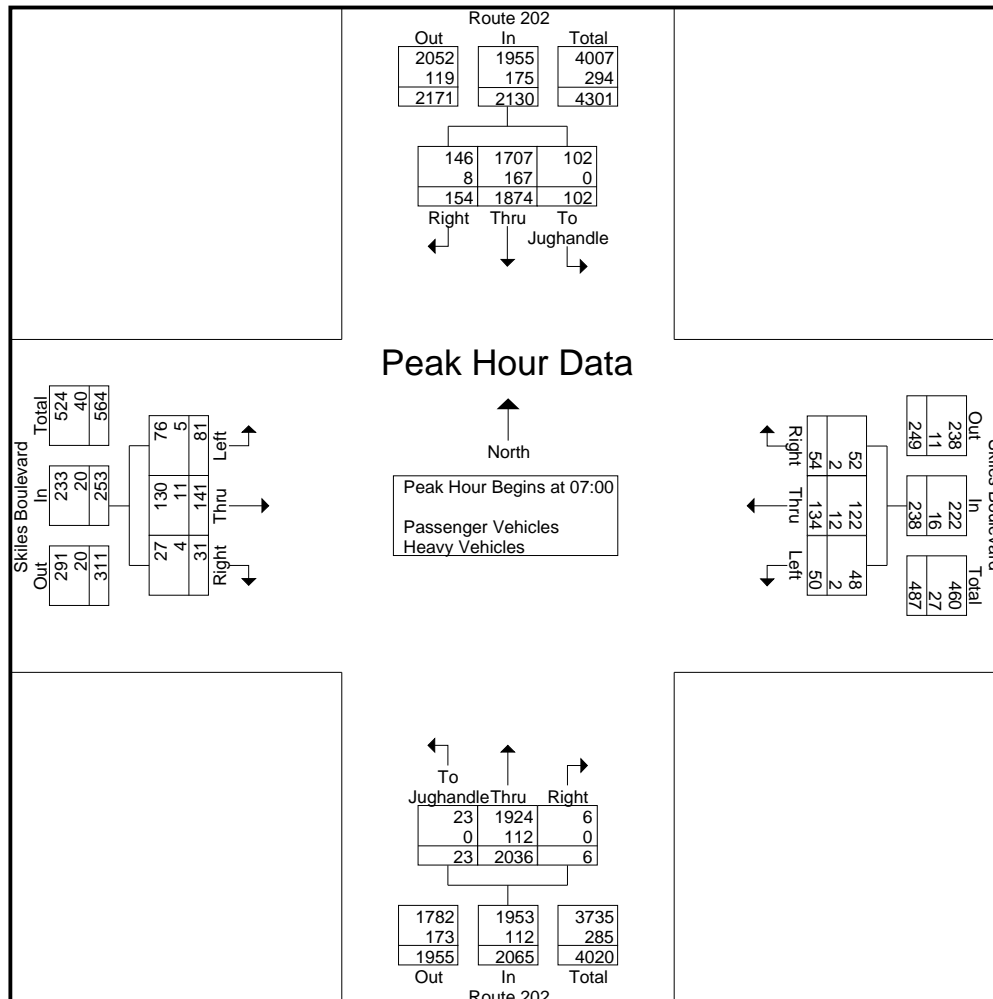 Route 202
Out In Total
2052 1955 4007
119 175 294
2171 2130 4301
146 1707 102
8 167 0
154 1874 102
Right Thru To
Jughandle
Peak Hour Data
North
Peak Hour Begins at 07:00
Passenger Vehicles
Heavy Vehicles
Skiles Boulevard
Total In Out
524 233 291
40 20 20
564 253 311
76 130 27
5 11 4
81 141 31
Left Thru Right
Skiles Boulevard
Out In Total
238 222 460
11 16 27
249 238 487
52 122 48
2 12 2
54 134 50
Right Thru Left
To
Jughandle Thru Right
23 1924 6
0 112 0
23 2036 6
1782 1953 3735
173 112 285
1955 2065 4020
Out In Total
Route 202